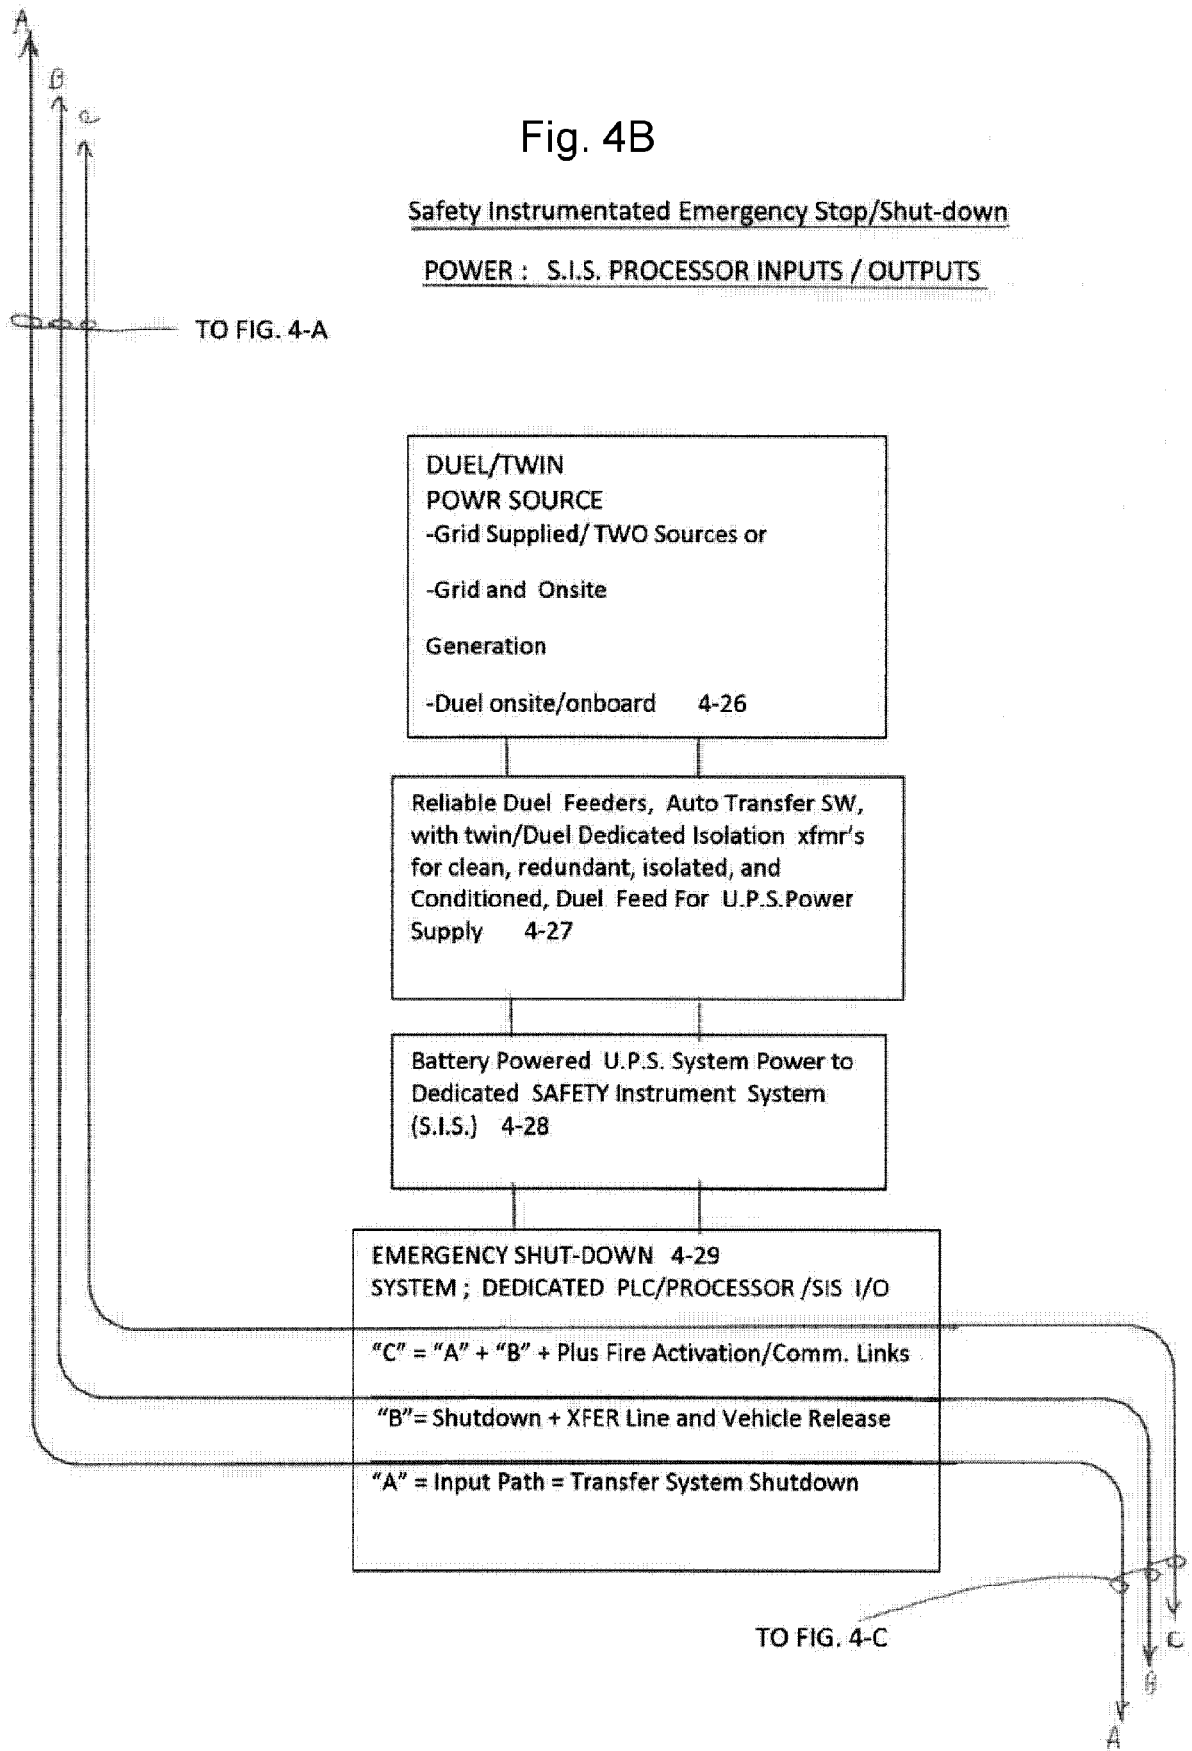 A
B
C
Fig. 4B
Safety Instrumentated Emergency Stop/Shut-down
POWER : S.I.S. PROCESSOR INPUTS / OUTPUTS
TO FIG. 4-A
DUEL/TWIN
POWR SOURCE
-Grid Supplied/ TWO Sources or
-Grid and Onsite
Generation
-Duel onsite/onboard 4-26
Reliable Duel Feeders, Auto Transfer SW,
with twin/Duel Dedicated Isolation xfmr's
for clean, redundant, isolated, and
Conditioned, Duel Feed For U.P.S.Power
Supply 4-27
Battery Powered U.P.S. System Power to
Dedicated SAFETY Instrument System
(S.I.S.) 4-28
EMERGENCY SHUT-DOWN 4-29
SYSTEM ; DEDICATED PLC/PROCESSOR /SIS I/O
"C" = "A" + "B" + Plus Fire Activation/Comm. Links
"B"= Shutdown + XFER Line and Vehicle Release
"A" = Input Path = Transfer System Shutdown
TO FIG. 4-C
C
B
A